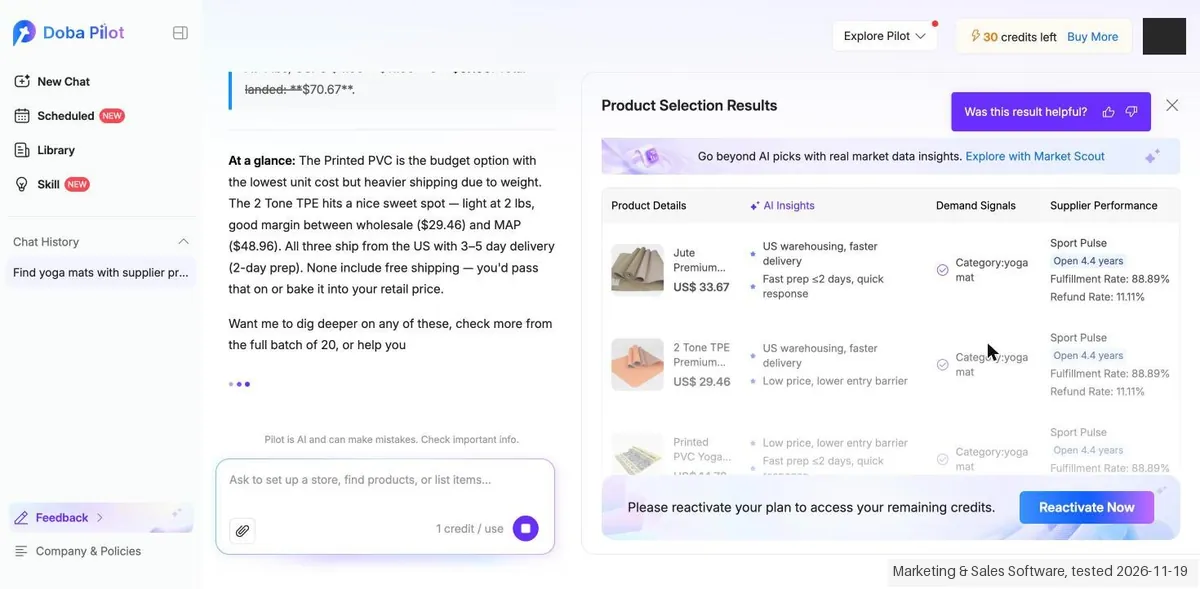 Doba Pilot
New Chat
Scheduled NEW
Library
Skill NEW
Chat History
Find yoga mats with supplier pr...
Feedback
Company & Policies
Explore Pilot
30 credits left Buy More
landed: **$70.67**.
At a glance: The Printed PVC is the budget option with
the lowest unit cost but heavier shipping due to weight.
The 2 Tone TPE hits a nice sweet spot — light at 2 lbs,
good margin between wholesale ($29.46) and MAP
($48.96). All three ship from the US with 3–5 day delivery
(2-day prep). None include free shipping — you'd pass
that on or bake it into your retail price.
Want me to dig deeper on any of these, check more from
the full batch of 20, or help you
Pilot is AI and can make mistakes. Check important info.
Ask to set up a store, find products, or list items...
1 credit / use
Product Selection Results
Was this result helpful?
Go beyond AI picks with real market data insights. Explore with Market Scout
Product Details AI Insights Demand Signals Supplier Performance
Jute
Premium...
US$ 33.67
US warehousing, faster
delivery
Fast prep ≤2 days, quick
response
Category:yoga
mat
Sport Pulse
Open 4.4 years
Fulfillment Rate: 88.89%
Refund Rate: 11.11%
2 Tone TPE
Premium...
US$ 29.46
US warehousing, faster
delivery
Low price, lower entry barrier
Category:yoga
mat
Sport Pulse
Open 4.4 years
Fulfillment Rate: 88.89%
Refund Rate: 11.11%
Printed
PVC Yoga...
Low price, lower entry barrier
Fast prep ≤2 days, quick
Category:yoga
mat
Sport Pulse
Open 4.4 years
Fulfillment Rate: 88.89%
Please reactivate your plan to access your remaining credits.
Reactivate Now
Marketing & Sales Software, tested 2026-11-19